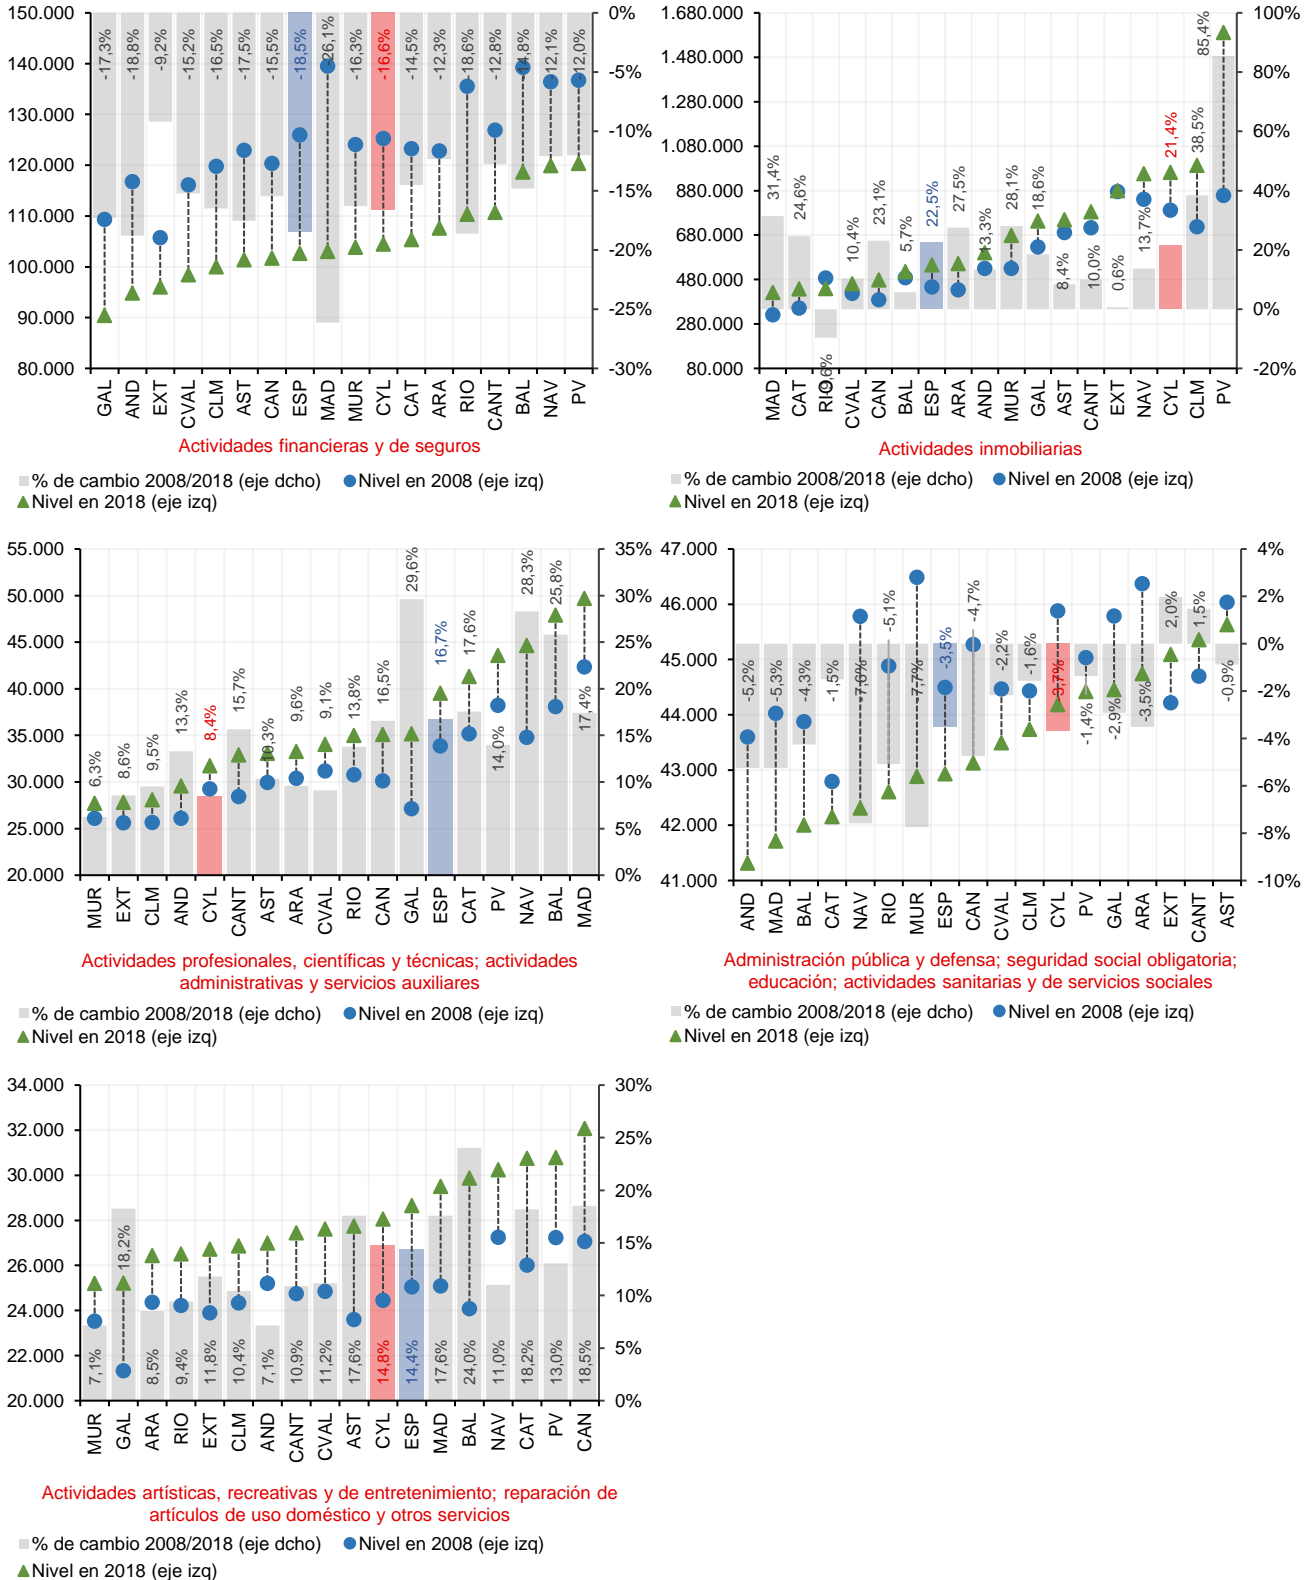 150.000
140.000
130.000
120.000
110.000
100.000
90.000
80.000
0%
-5%
-10%
-15%
-20%
-25%
-30%
-17,3%
-18,8%
-9,2%
-15,2%
-16,5%
-17,5%
-15,5%
-18,5%
-26,1%
-16,3%
-16,6%
-14,5%
-12,3%
-18,6%
-12,8%
-14,8%
-12,1%
-12,0%
GAL
AND
EXT
CVAL
CLM
AST
CAN
ESP
MAD
MUR
CYL
CAT
ARA
RIO
CANT
BAL
NAV
PV
Actividades financieras y de seguros
% de cambio 2008/2018 (eje dcho)
Nivel en 2008 (eje izq)
Nivel en 2018 (eje izq)
1.680.000
1.480.000
1.280.000
1.080.000
880.000
680.000
480.000
280.000
80.000
100%
80%
60%
40%
20%
0%
-20%
31,4%
24,6%
-9,6%
10,4%
23,1%
5,7%
22,5%
27,5%
13,3%
28,1%
18,6%
8,4%
10,0%
0,6%
13,7%
21,4%
38,5%
85,4%
MAD
CAT
RIO
CVAL
CAN
BAL
ESP
ARA
AND
MUR
GAL
AST
CANT
EXT
NAV
CYL
CLM
PV
Actividades inmobiliarias
% de cambio 2008/2018 (eje dcho)
Nivel en 2008 (eje izq)
Nivel en 2018 (eje izq)
55.000
50.000
45.000
40.000
35.000
30.000
25.000
20.000
35%
30%
25%
20%
15%
10%
5%
0%
6,3%
8,6%
9,5%
13,3%
8,4%
15,7%
10,3%
9,6%
9,1%
13,8%
16,5%
29,6%
16,7%
17,6%
14,0%
28,3%
25,8%
17,4%
MUR
EXT
CLM
AND
CYL
CANT
AST
ARA
CVAL
RIO
CAN
GAL
ESP
CAT
PV
NAV
BAL
MAD
Actividades profesionales, científicas y técnicas; actividades
administrativas y servicios auxiliares
% de cambio 2008/2018 (eje dcho)
Nivel en 2008 (eje izq)
Nivel en 2018 (eje izq)
47.000
46.000
45.000
44.000
43.000
42.000
41.000
4%
2%
0%
-2%
-4%
-6%
-8%
-10%
-5,2%
-5,3%
-4,3%
-1,5%
-7,6%
-5,1%
-7,7%
-3,5%
-4,7%
-2,2%
-1,6%
-3,7%
-1,4%
-2,9%
-3,5%
2,0%
1,5%
-0,9%
AND
MAD
BAL
CAT
NAV
RIO
MUR
ESP
CAN
CVAL
CLM
CYL
PV
GAL
ARA
EXT
CANT
AST
Administración pública y defensa; seguridad social obligatoria;
educación; actividades sanitarias y de servicios sociales
% de cambio 2008/2018 (eje dcho)
Nivel en 2008 (eje izq)
Nivel en 2018 (eje izq)
34.000
32.000
30.000
28.000
26.000
24.000
22.000
20.000
30%
25%
20%
15%
10%
5%
0%
7,1%
18,2%
8,5%
9,4%
11,8%
10,4%
7,1%
10,9%
11,2%
17,6%
14,8%
14,4%
17,6%
24,0%
11,0%
18,2%
13,0%
18,5%
MUR
GAL
ARA
RIO
EXT
CLM
AND
CANT
CVAL
AST
CYL
ESP
MAD
BAL
NAV
CAT
PV
CAN
Actividades artísticas, recreativas y de entretenimiento; reparación de
artículos de uso doméstico y otros servicios
% de cambio 2008/2018 (eje dcho)
Nivel en 2008 (eje izq)
Nivel en 2018 (eje izq)